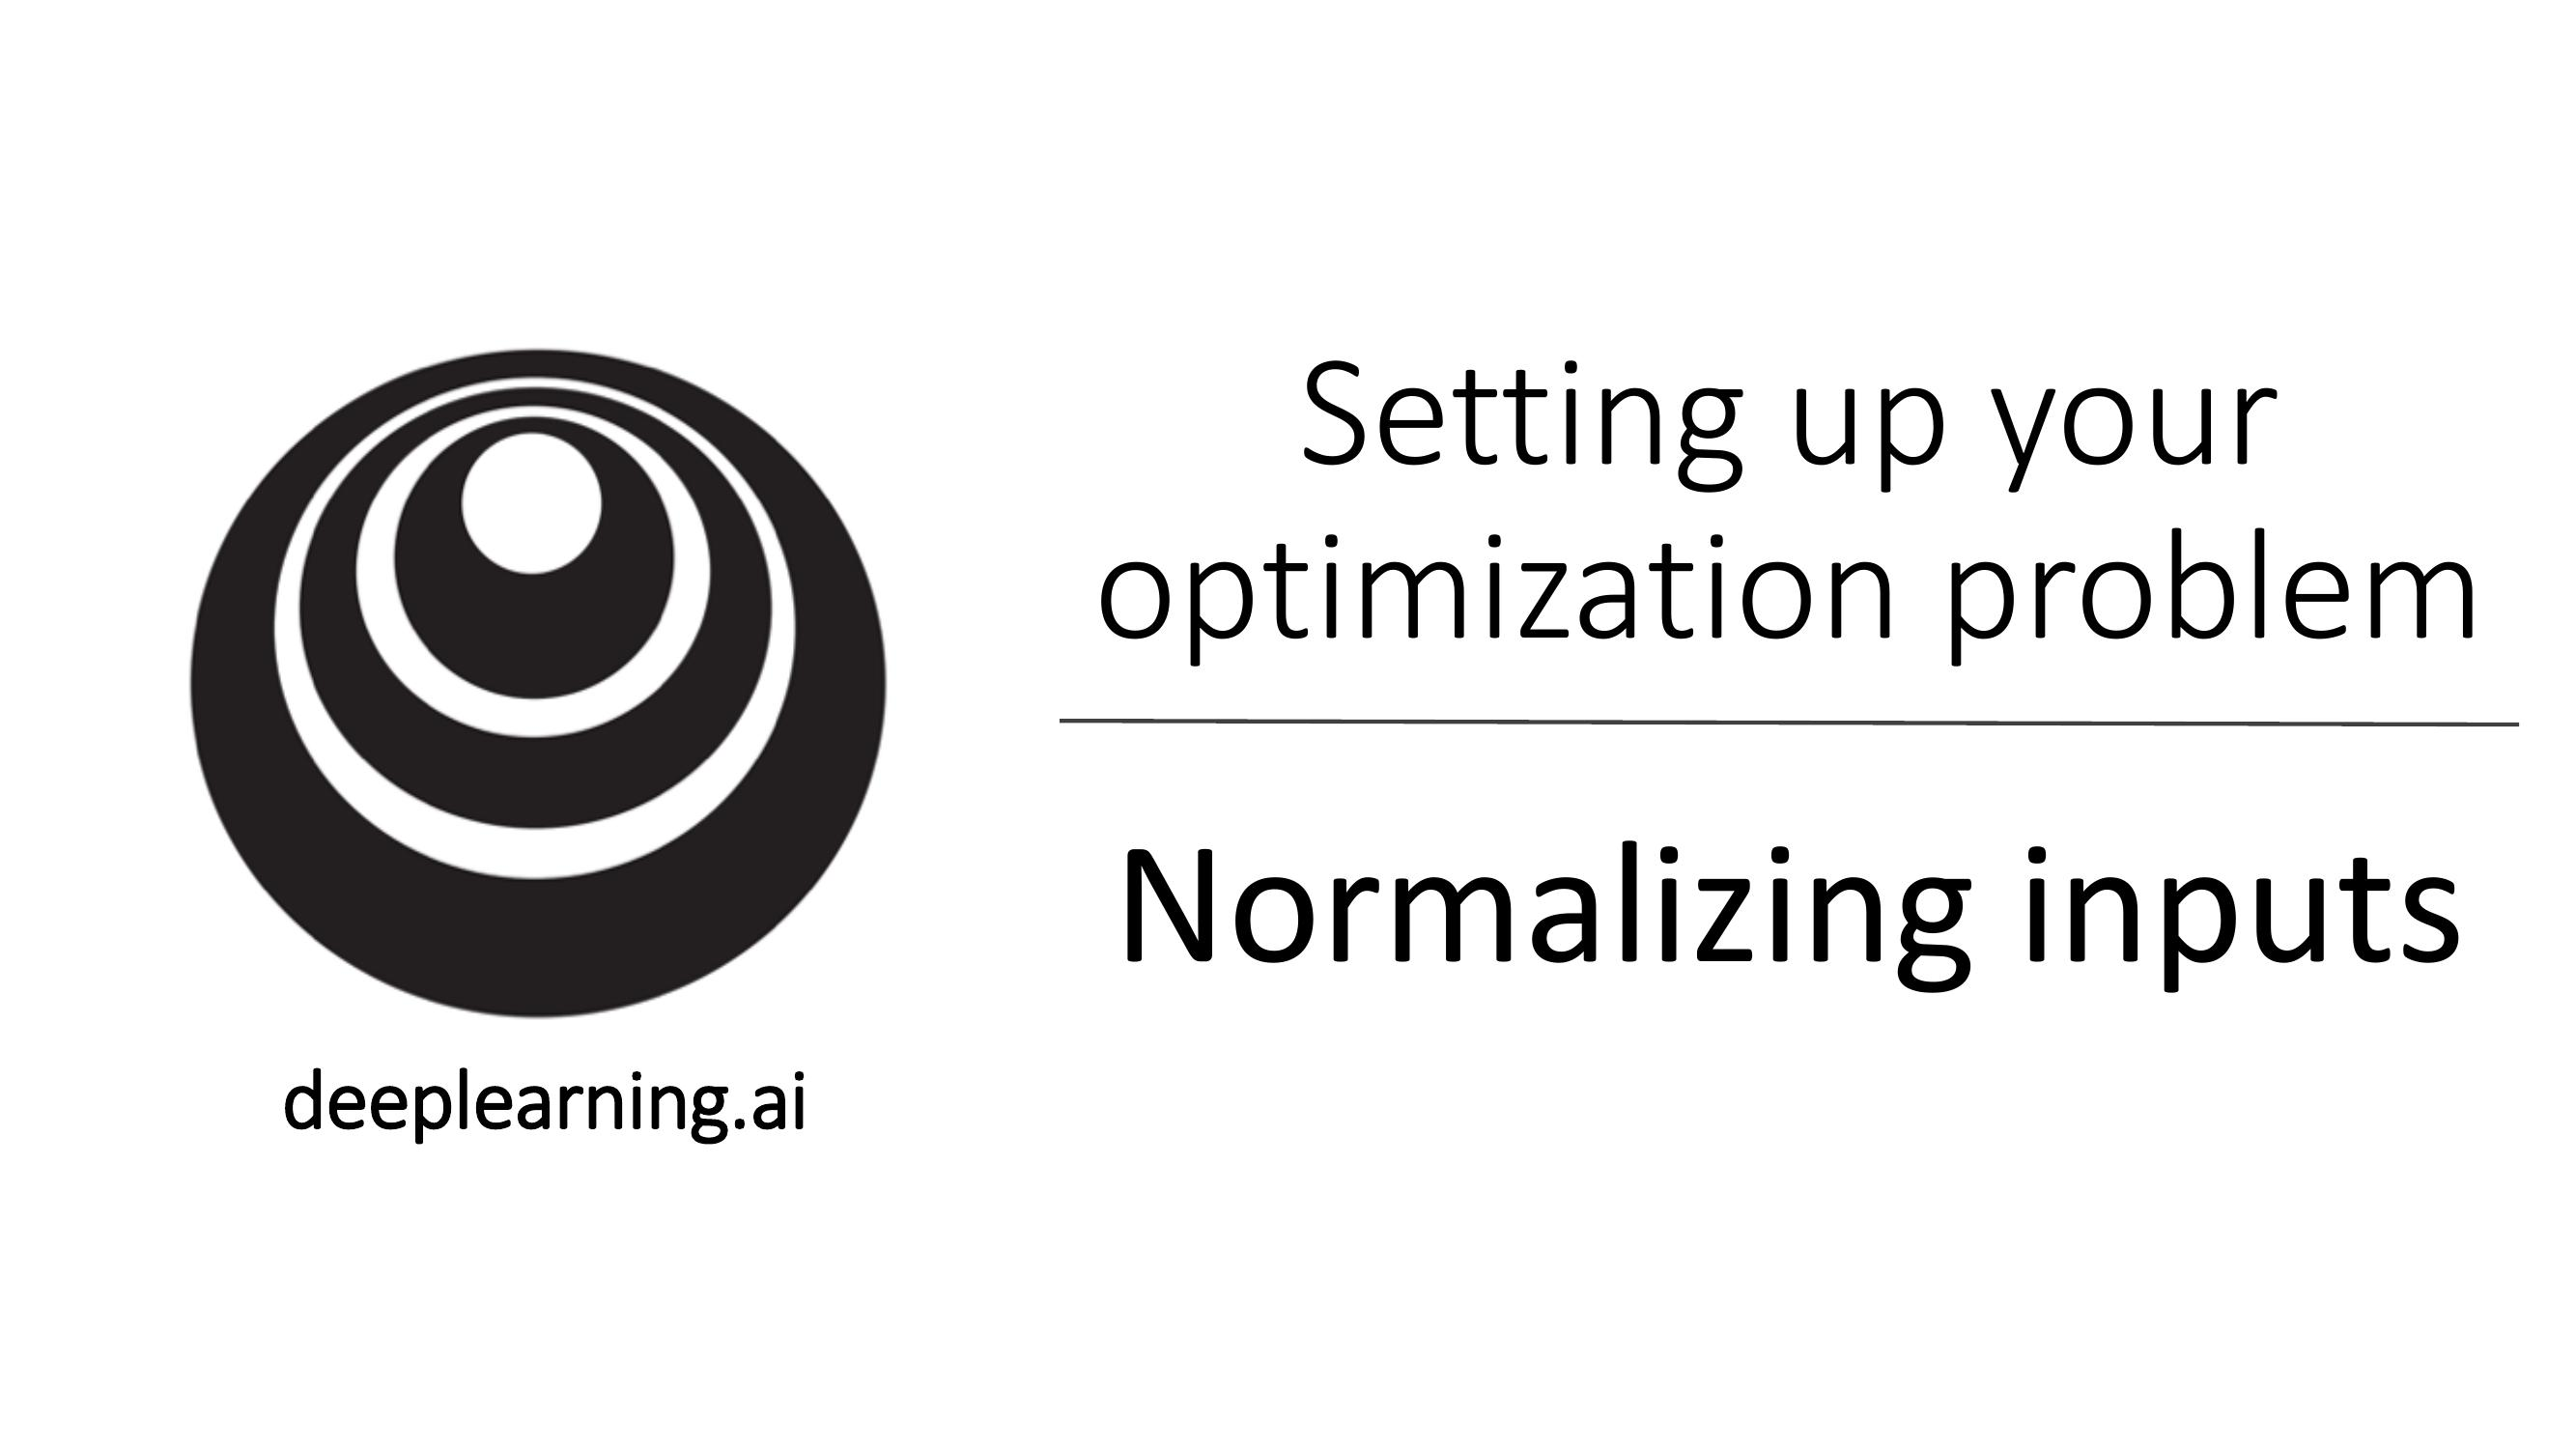 Setting up your
optimization problem
Normalizing inputs
deeplearning.ai